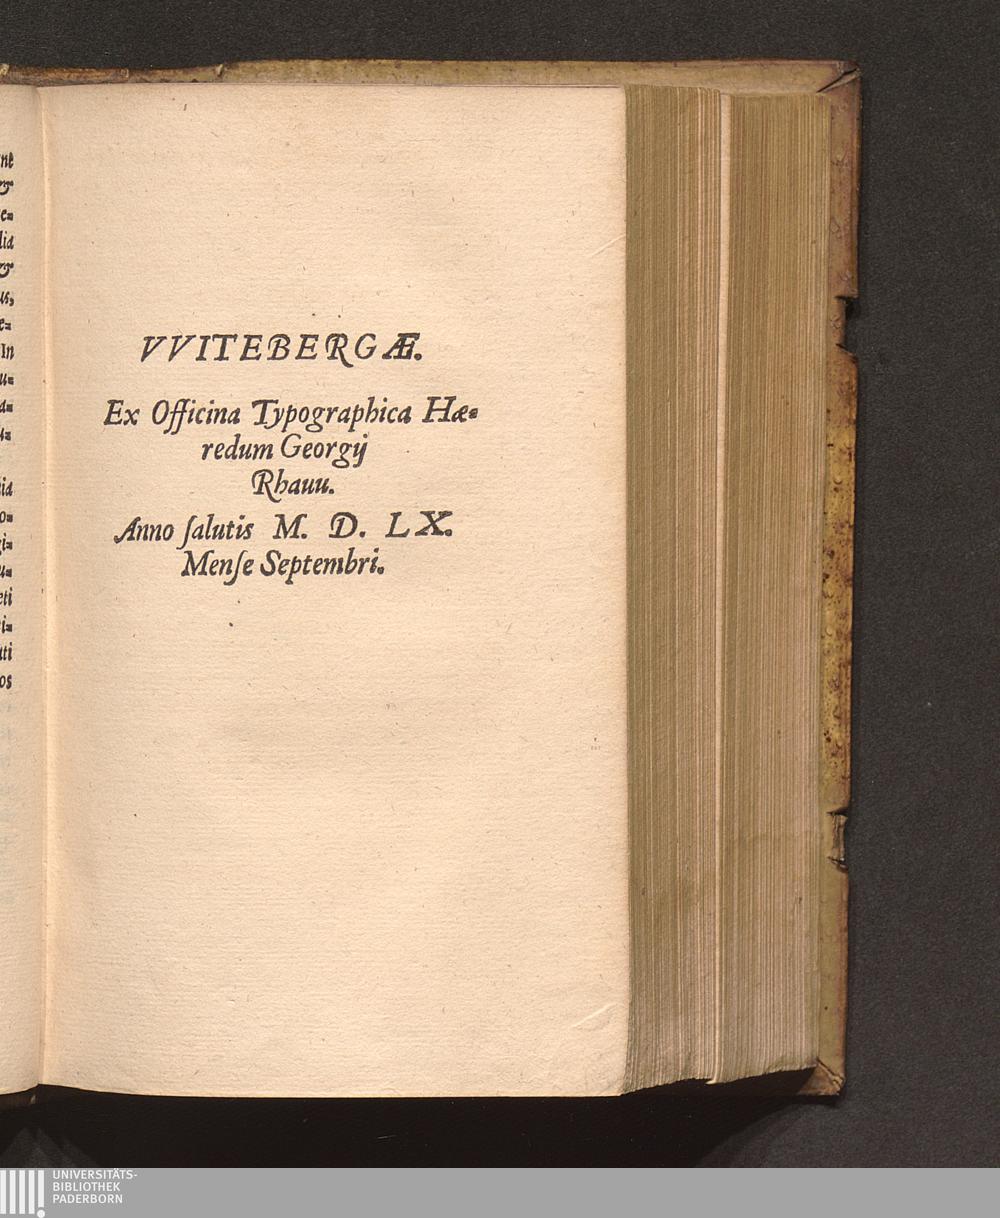 VVITEBERGÆ.
Ex Officina Typographica Hæ=
redum Georgij
Rhauu.
Anno ſalutis M. D. LX.
Menſe Septembri.
UNIVERSITÄTS-
BIBLIOTHEK
PADERBORN